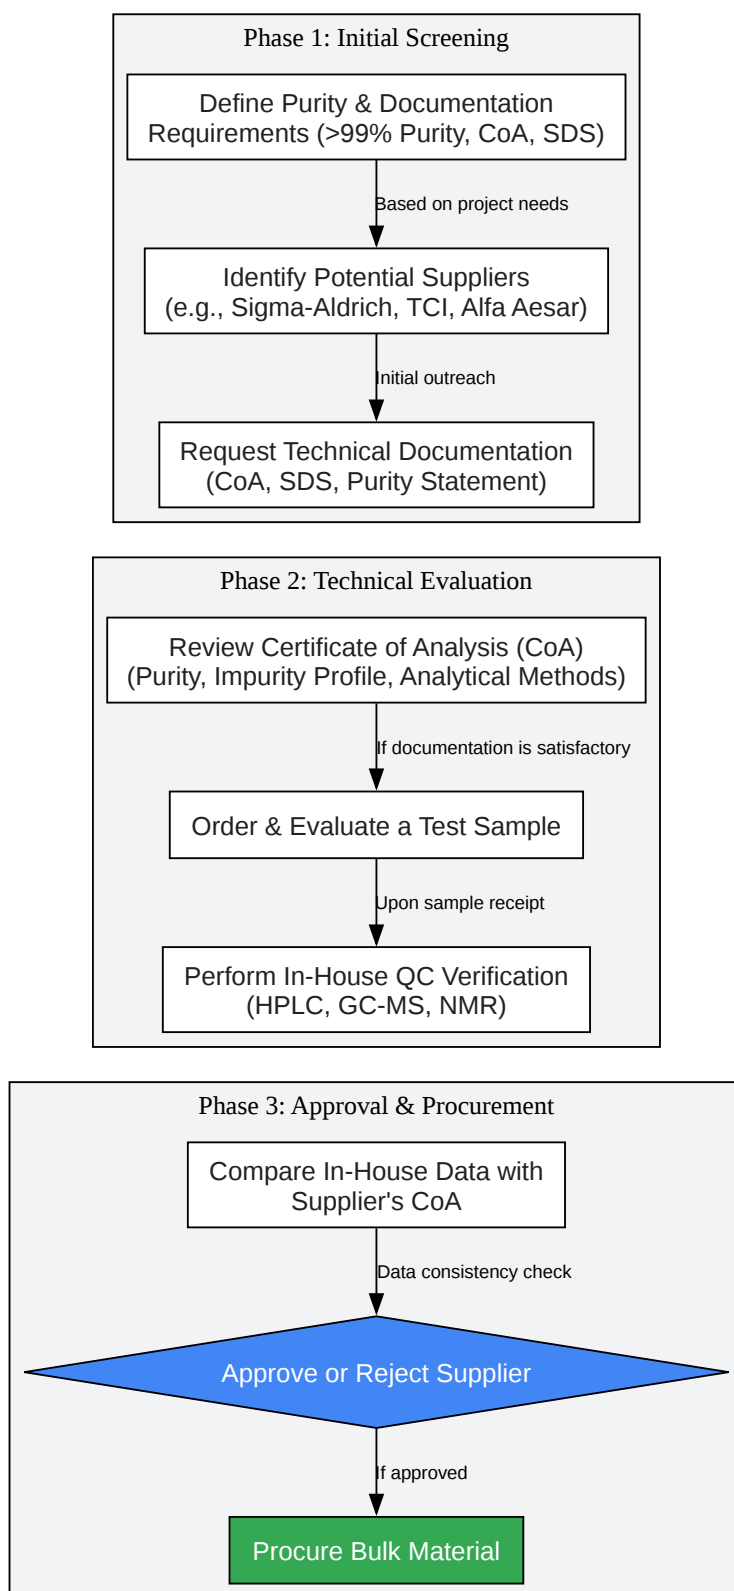 Phase 1: Initial Screening
Define Purity & Documentation
Requirements (>99% Purity, CoA, SDS)
Based on project needs
Identify Potential Suppliers
(e.g., Sigma-Aldrich, TCI, Alfa Aesar)
Initial outreach
Request Technical Documentation
(CoA, SDS, Purity Statement)
Phase 2: Technical Evaluation
Review Certificate of Analysis (CoA)
(Purity, Impurity Profile, Analytical Methods)
If documentation is satisfactory
Order & Evaluate a Test Sample
Upon sample receipt
Perform In-House QC Verification
(HPLC, GC-MS, NMR)
Phase 3: Approval & Procurement
Compare In-House Data with
Supplier's CoA
Data consistency check
Approve or Reject Supplier
If approved
Procure Bulk Material